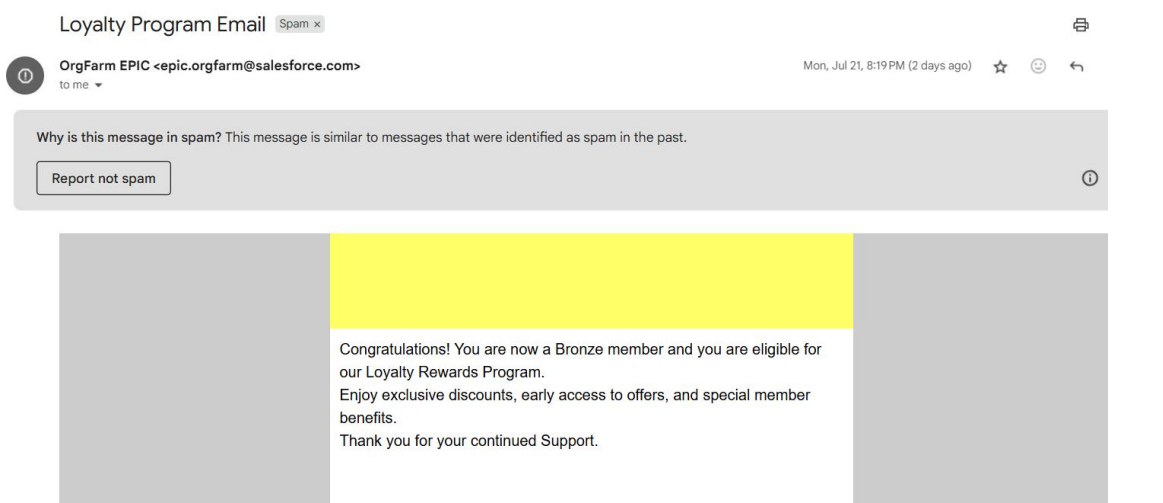 Loyalty Program Email Spam ×
OrgFarm EPIC <epic.orgfarm@salesforce.com> Mon, Jul 21, 8:19 PM (2 days ago)
to me
Why is this message in spam? This message is similar to messages that were identified as spam in the past.
Report not spam
Congratulations! You are now a Bronze member and you are eligible for
our Loyalty Rewards Program.
Enjoy exclusive discounts, early access to offers, and special member
benefits.
Thank you for your continued Support.